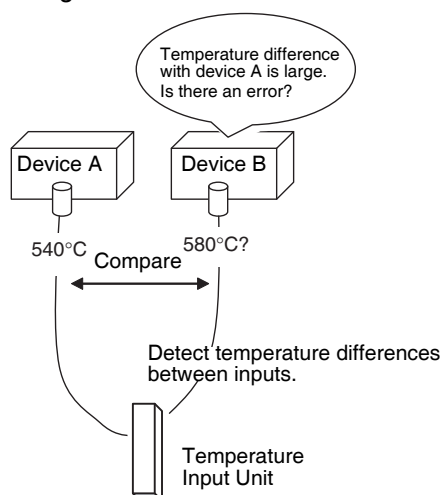 Temperature difference
with device A is large.
Is there an error?
Device A
Device B
540°C
580°C?
Compare
Detect temperature differences
between inputs.
Temperature
Input Unit